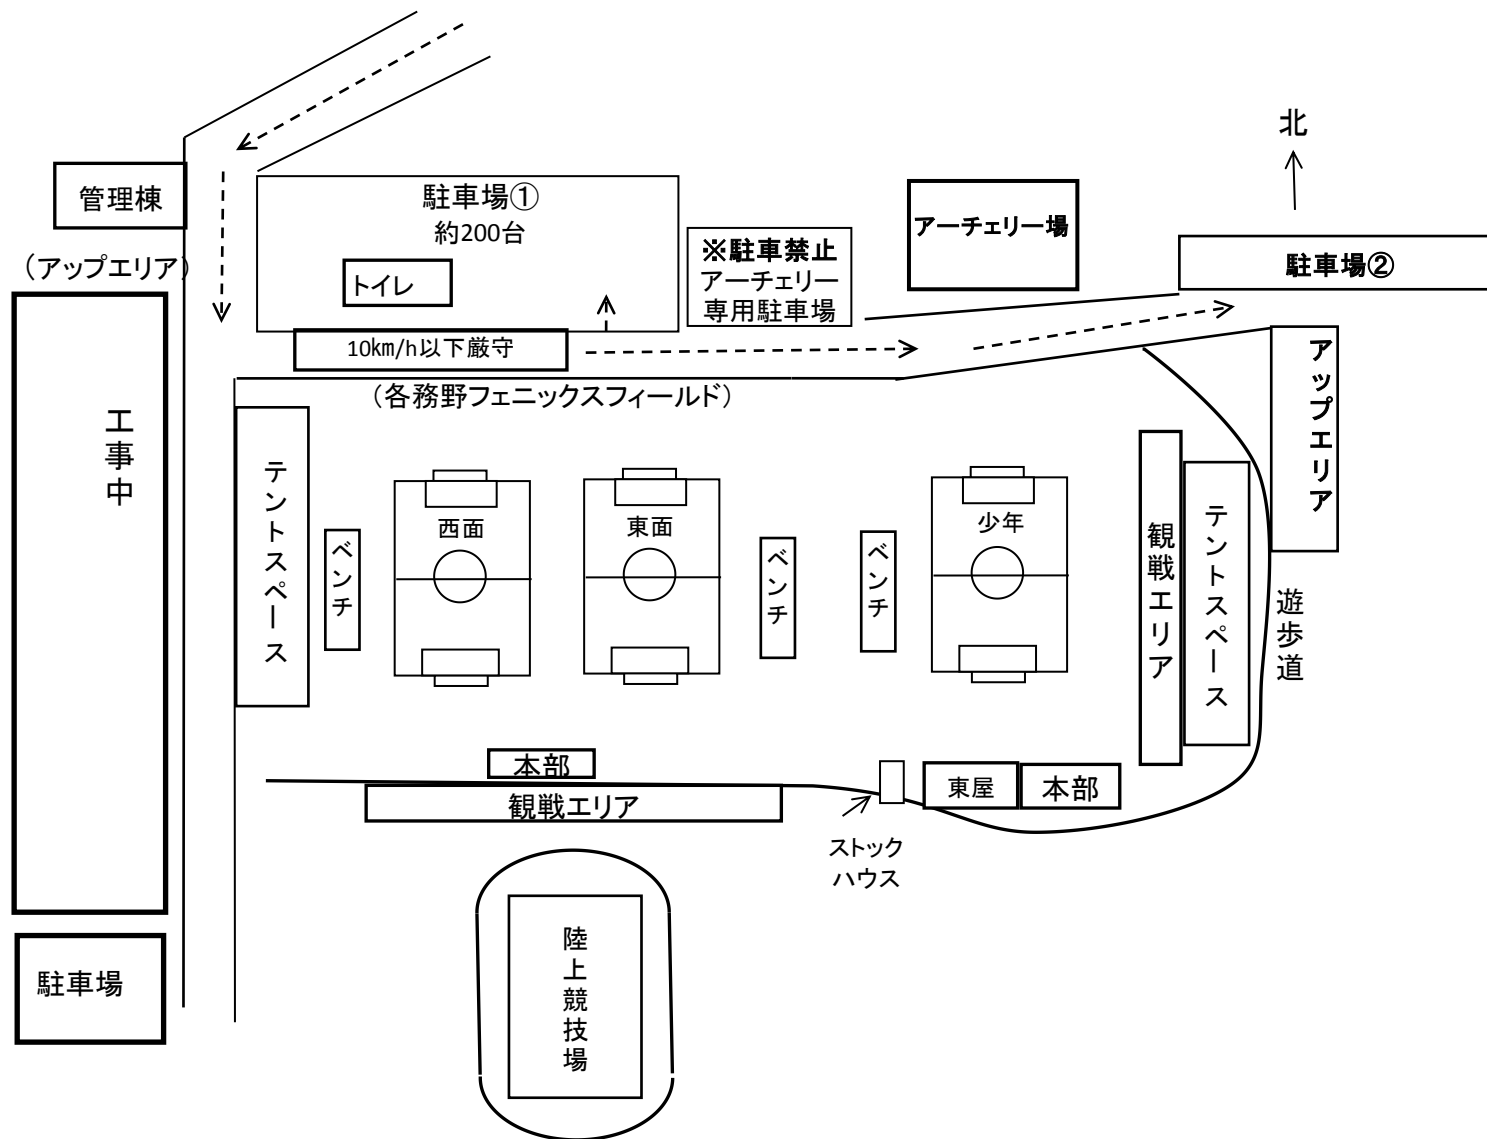 北
管理棟
駐車場①
約200台
アーチェリー場
※駐車禁止
アーチェリー
専用駐車場
(アップエリア)
トイレ
駐車場②
10㎞/h以下厳守
(各務野フェニックスフィールド)
アップエリア
工事中
テントスペース
ベンチ
西面
東面
ベンチ
ベンチ
少年
観戦エリア
テントスペース
遊歩道
本部
観戦エリア
東屋
本部
ストック
ハウス
陸上競技場
駐車場